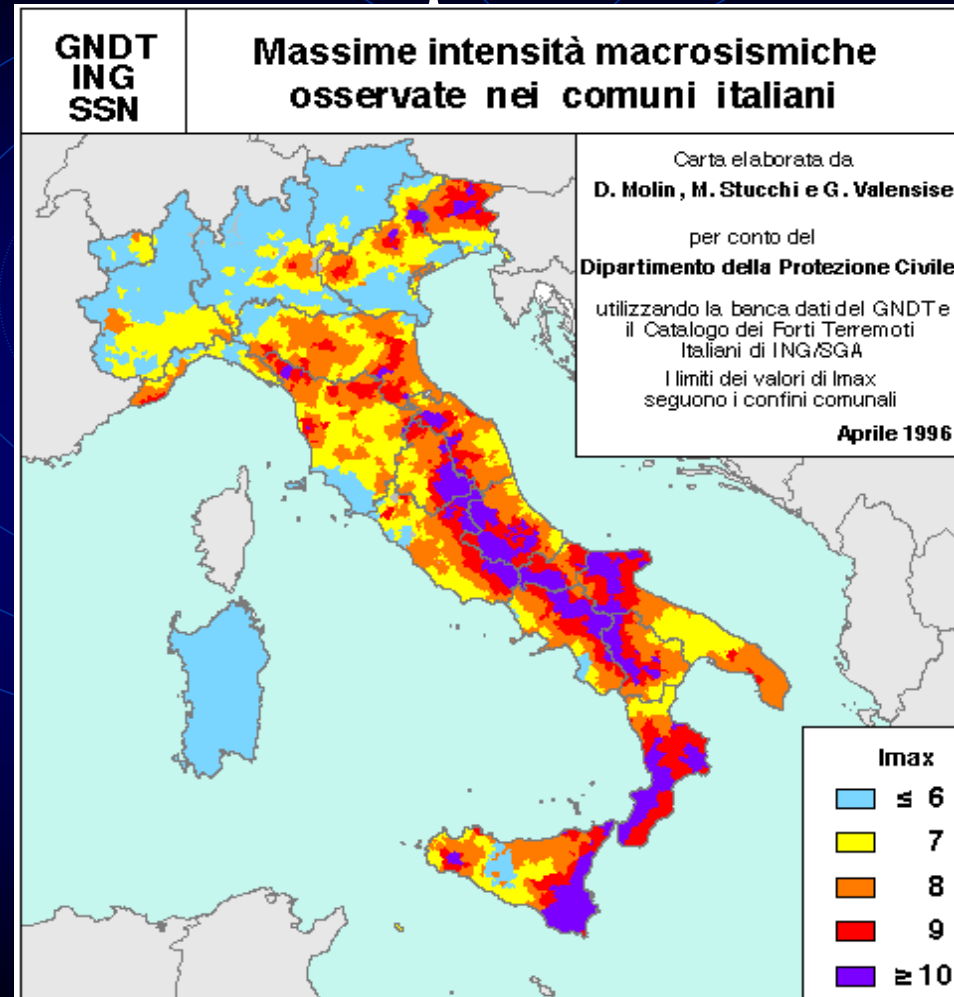 GNDT
ING
SSN
Massime intensità macrosismiche
osservate nei comuni italiani
Carta elaborata da
D. Molin, M. Stucchi e G. Valensise
per conto del
Dipartimento della Protezione Civile
utilizzando la banca dati del GNDT e
il Catalogo dei Forti Terremoti
Italiani di ING/SGA
I limiti dei valori di Imax
seguono i confini comunali
Aprile 1996
Imax
≤ 6
7
8
9
≥ 10